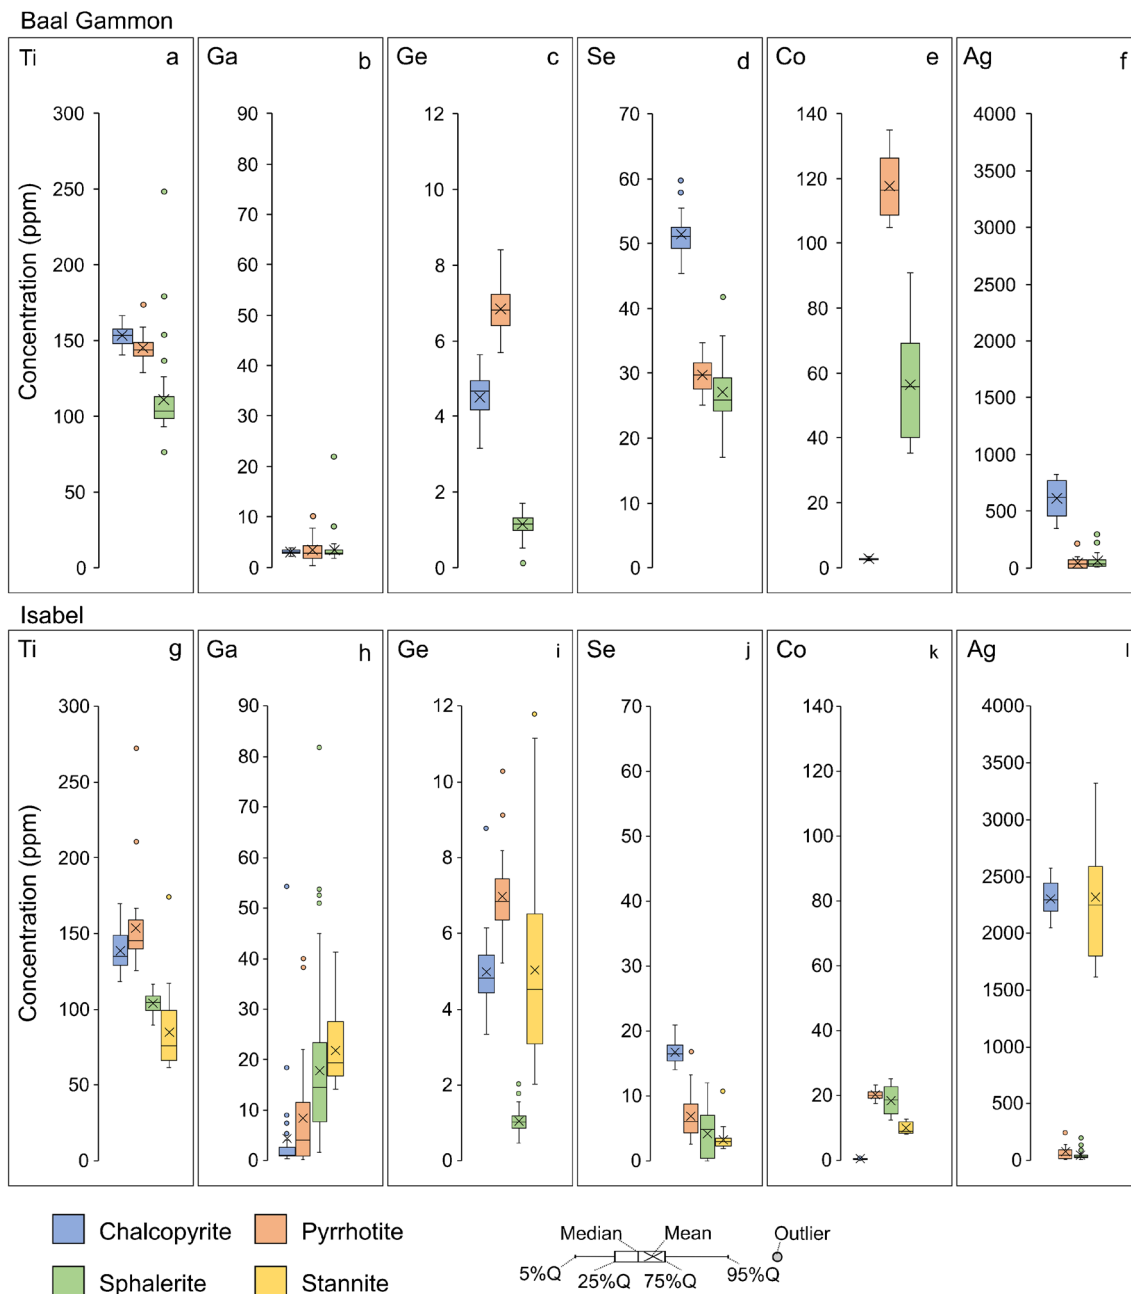 Baal Gammon
Ti a Ga b Ge c Se d Co e Ag f
300 90 12 70 140 4000
80 3500
250 60 120
70 10
3000
200 60 50 100
8 2500
50 40 80
150 6 2000
40 30 60
1500
100 30 4
20 40 1000
20
50 2
10 10 20 500
0 0 0 0 0 0
Concentration (ppm)
Isabel
Ti g Ga h Ge i Se j Co k Ag l
300 90 12 70 140 4000
80 3500
250 60 120
70 10
3000
200 60 50 100
8 2500
50 40 80
150 6 2000
40 30 60
1500
100 30 4
20 40 1000
20
50 2
10 10 20 500
0 0 0 0 0 0
Concentration (ppm)
Chalcopyrite Pyrrhotite
Sphalerite Stannite
Median Mean Outlier
5%Q 25%Q 75%Q 95%Q